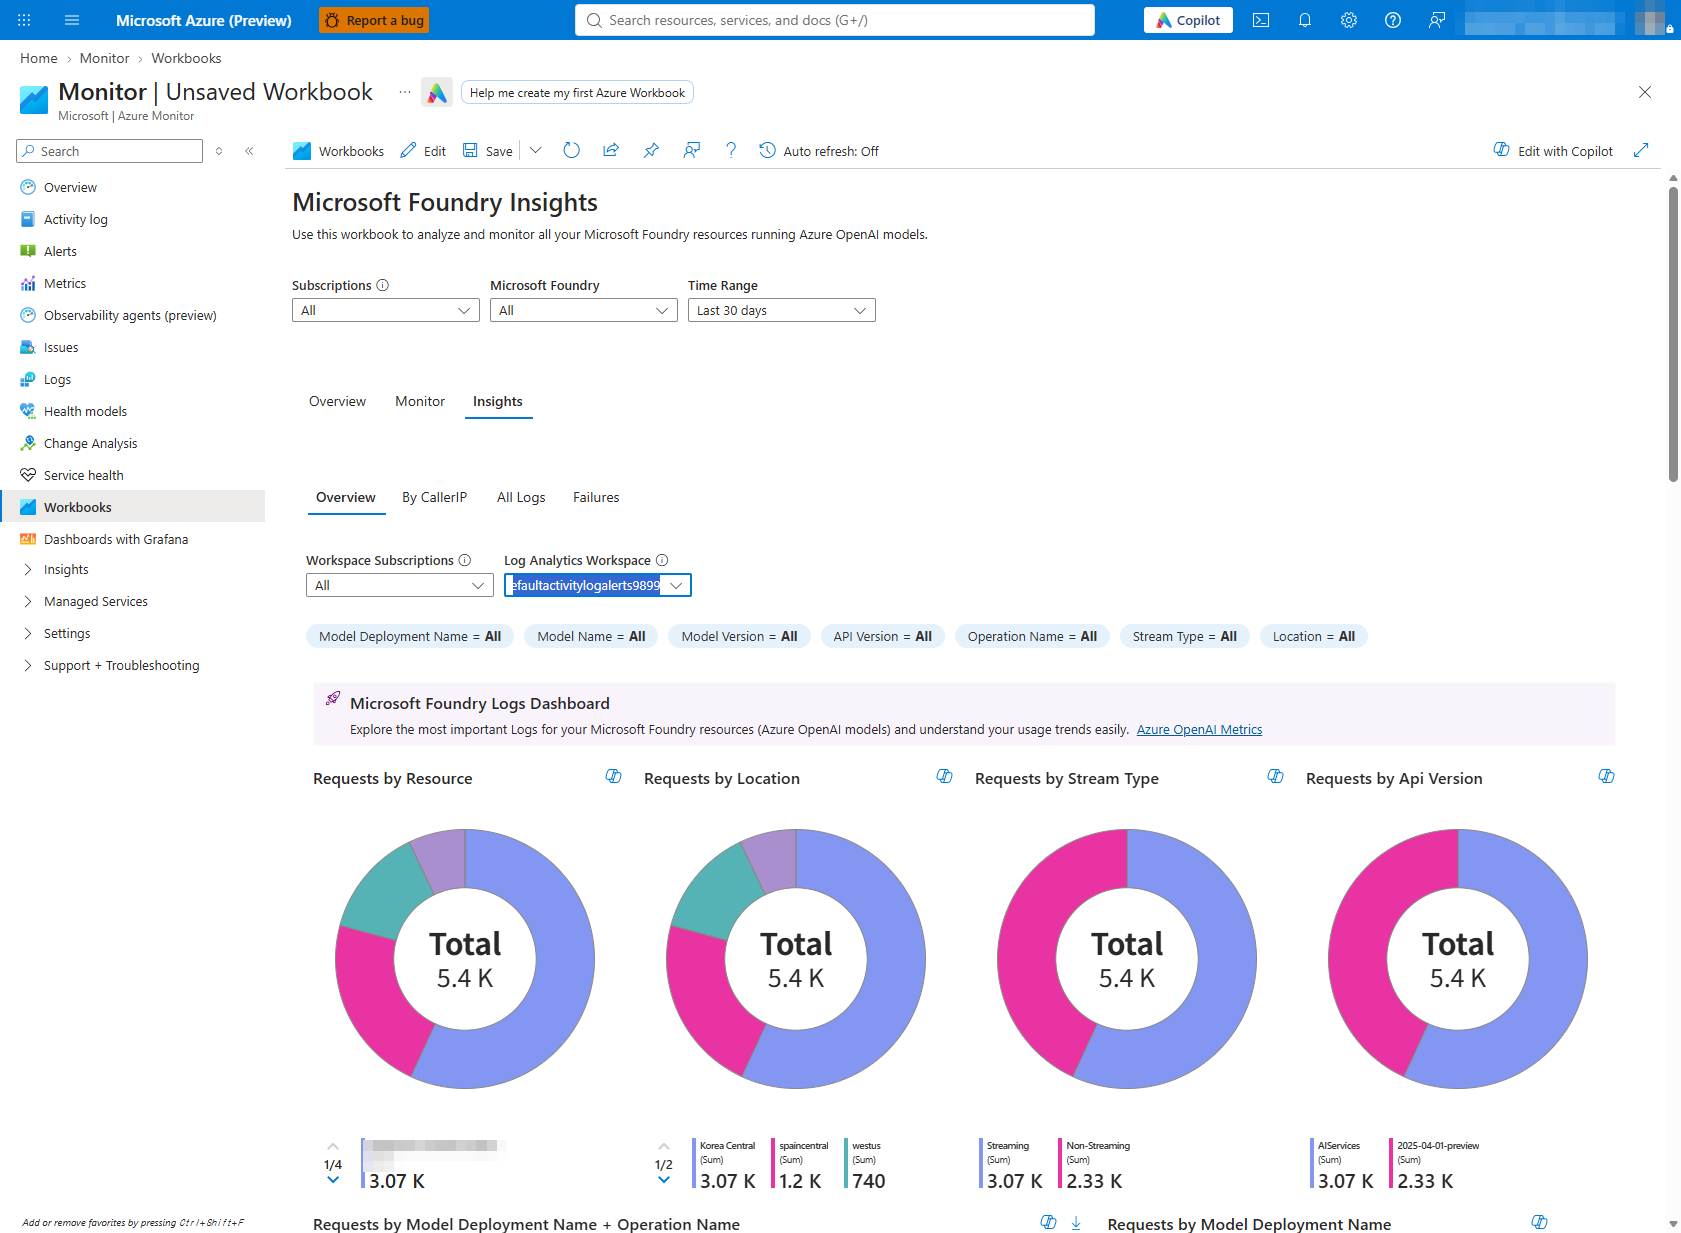 Microsoft Azure (Preview)
Report a bug
Search resources, services, and docs (G+/)
Copilot
Home > Monitor > Workbooks
Monitor | Unsaved Workbook
...
Help me create my first Azure Workbook
Microsoft | Azure Monitor
Search
Overview
Activity log
Alerts
Metrics
Observability agents (preview)
Issues
Logs
Health models
Change Analysis
Service health
Workbooks
Dashboards with Grafana
Insights
Managed Services
Settings
Support + Troubleshooting
Add or remove favorites by pressing Ctrl+Shift+F
Workbooks
Edit
Save
Auto refresh: Off
Edit with Copilot
Microsoft Foundry Insights
Use this workbook to analyze and monitor all your Microsoft Foundry resources running Azure OpenAI models.
Subscriptions
All
Microsoft Foundry
All
Time Range
Last 30 days
Overview
Monitor
Insights
Overview
By CallerIP
All Logs
Failures
Workspace Subscriptions
All
Log Analytics Workspace
efaultactivitylogalerts9899
Model Deployment Name = All
Model Name = All
Model Version = All
API Version = All
Operation Name = All
Stream Type = All
Location = All
Microsoft Foundry Logs Dashboard
Explore the most important Logs for your Microsoft Foundry resources (Azure OpenAI models) and understand your usage trends easily. Azure OpenAI Metrics
Requests by Resource
Total
5.4 K
1/4
3.07 K
Requests by Location
Total
5.4 K
1/2
Korea Central
(Sum)
3.07 K
spaincentral
(Sum)
1.2 K
westus
(Sum)
740
Requests by Stream Type
Total
5.4 K
Streaming
(Sum)
3.07 K
Non-Streaming
(Sum)
2.33 K
Requests by Api Version
Total
5.4 K
AIServices
(Sum)
3.07 K
2025-04-01-preview
(Sum)
2.33 K
Requests by Model Deployment Name + Operation Name
Requests by Model Deployment Name